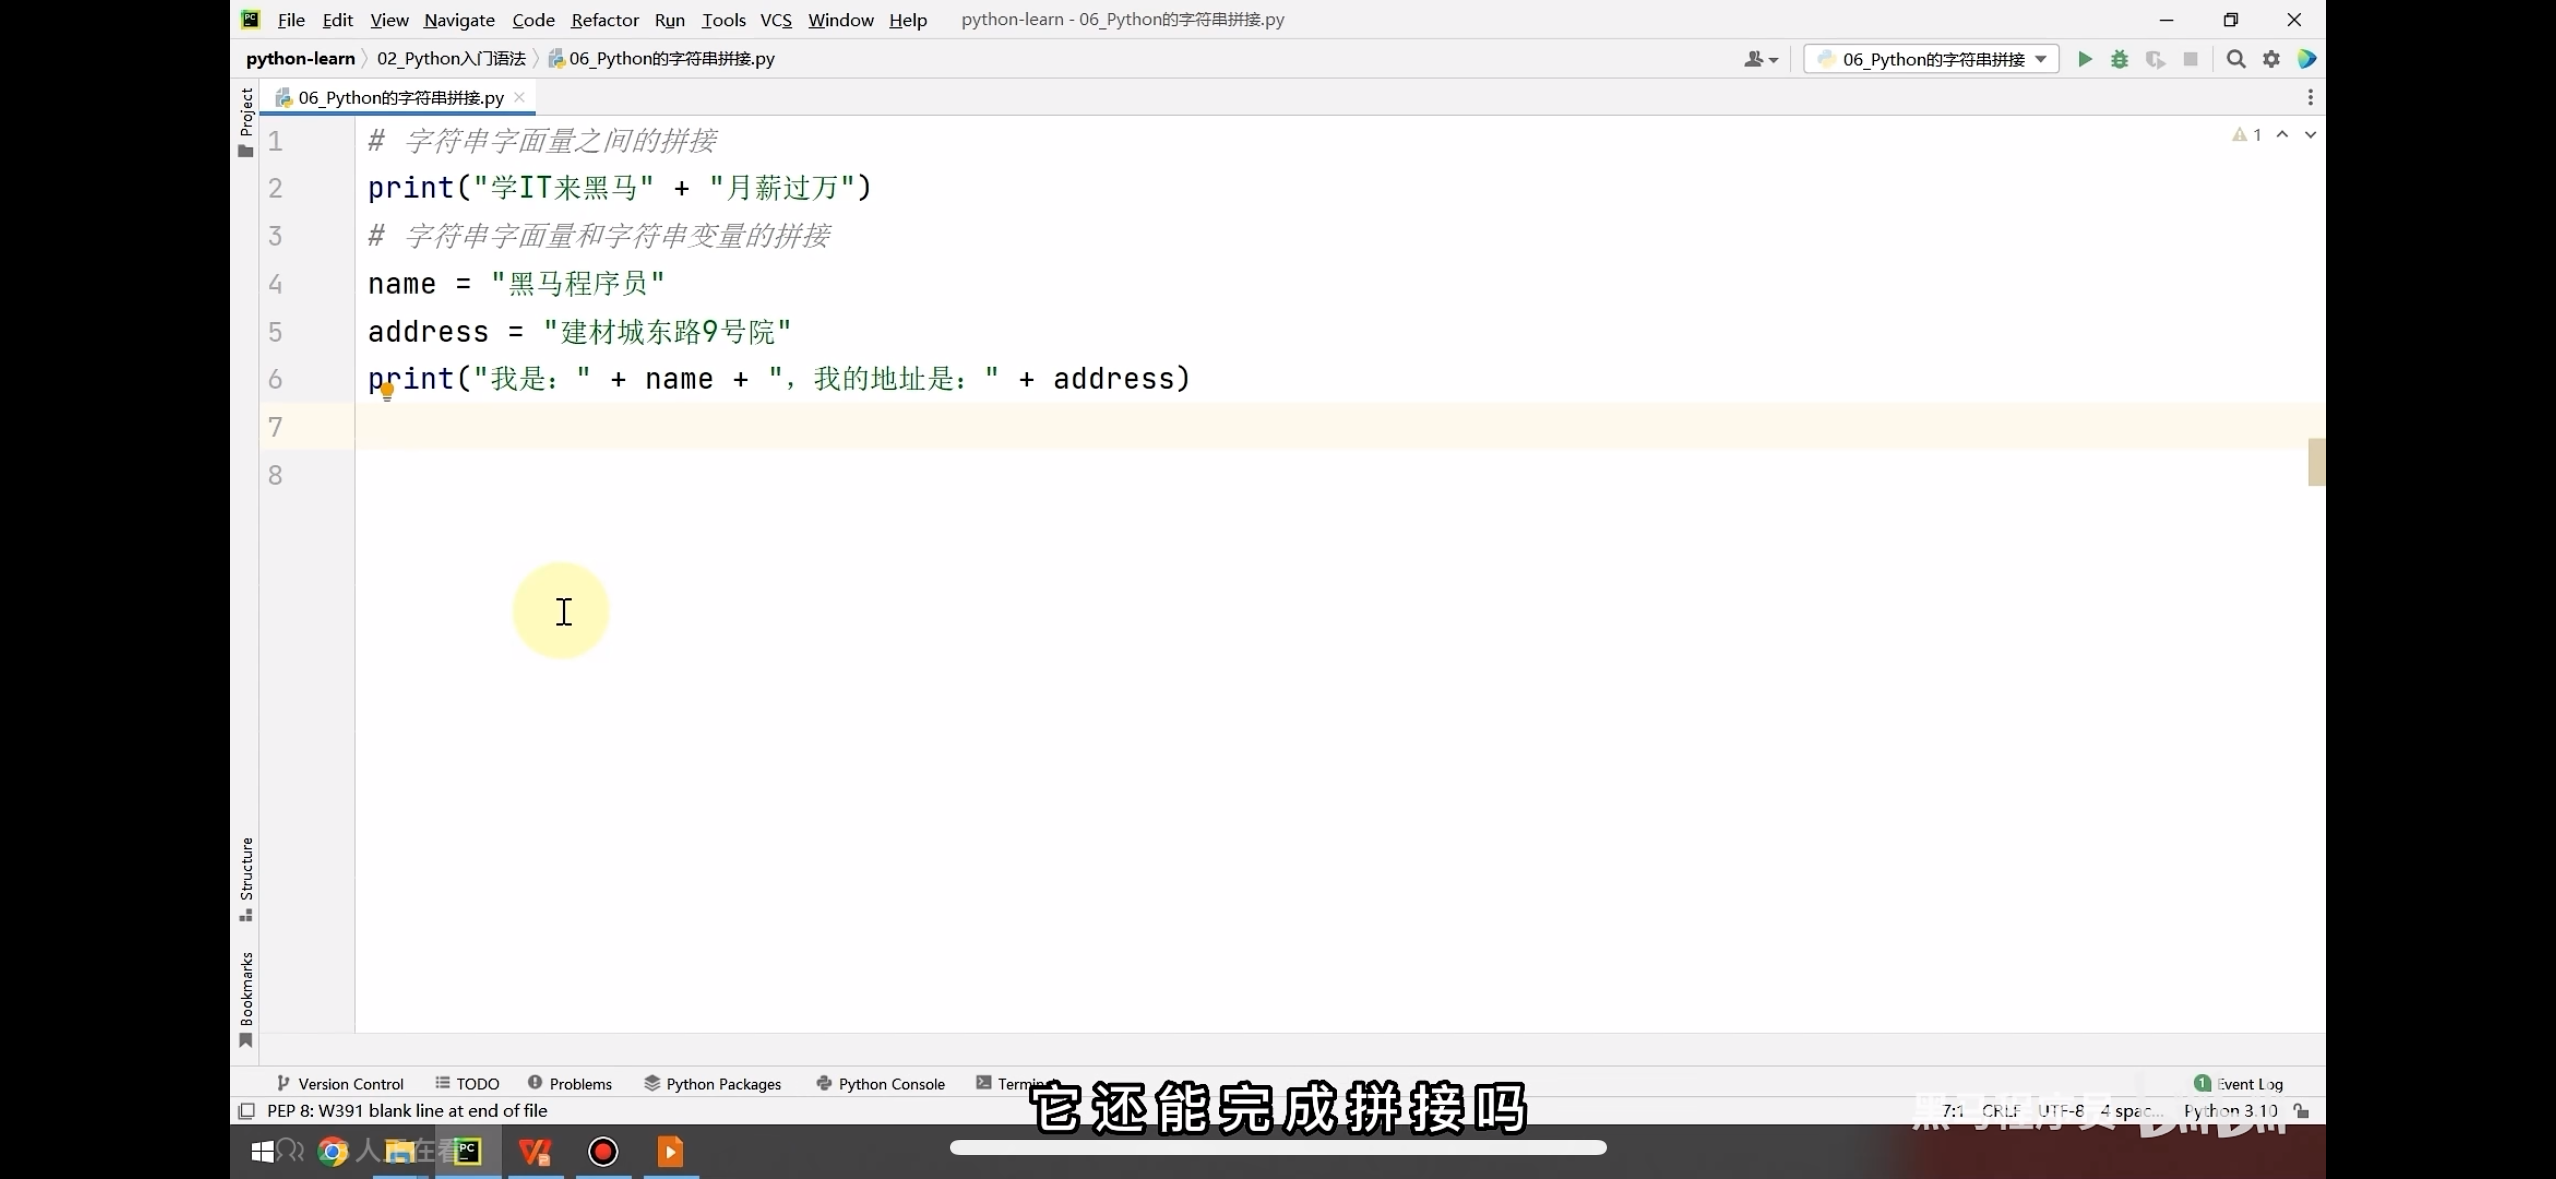 File Edit View Navigate Code Refactor Run Tools VCS Window Help python-learn - 06_Python的字符串拼接.py
python-learn 02_Python入门语法 06_Python的字符串拼接.py 06_Python的字符串拼接
Project
06_Python的字符串拼接.py
1 # 字符串字面量之间的拼接
1
2 print("学IT来黑马" + "月薪过万")
3 # 字符串字面量和字符串变量的拼接
4 name = "黑马程序员"
5 address = "建材城东路9号院"
6 print("我是：" + name + "，我的地址是：" + address)
7
8
Structure
Bookmarks
Version Control TODO Problems Python Packages Python Console 1 Event Log
它还能完成拼接吗
PEP 8: W391 blank line at end of file 7:1 CRLF UTF-8 4 spac... Python 3.10
黑马程序员 bilibili
人正在看